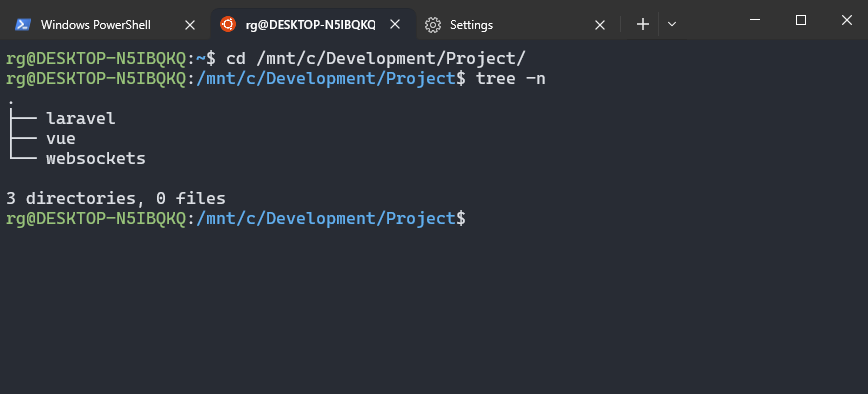 Windows PowerShell
rg@DESKTOP-N5IBQKQ
Settings
rg@DESKTOP-N5IBQKQ:~$ cd /mnt/c/Development/Project/
rg@DESKTOP-N5IBQKQ:/mnt/c/Development/Project$ tree -n
.
├── laravel
├── vue
└── websockets
3 directories, 0 files
rg@DESKTOP-N5IBQKQ:/mnt/c/Development/Project$